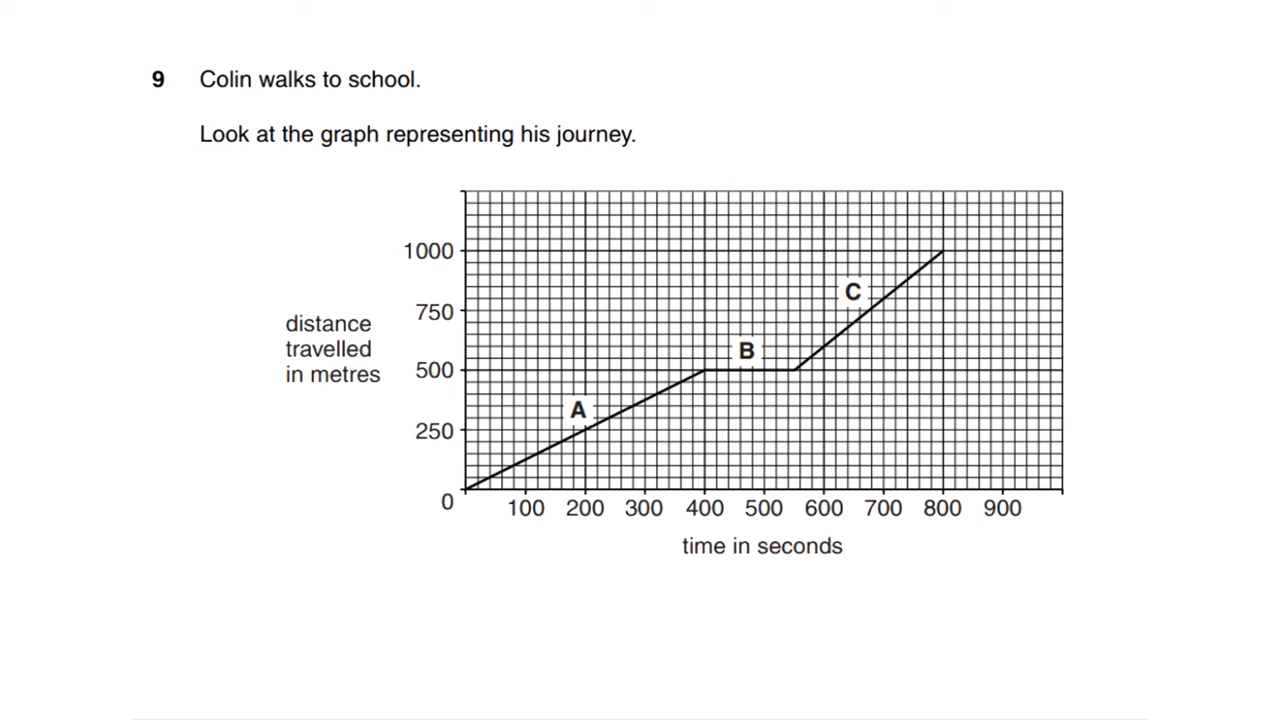 9 Colin walks to school.
Look at the graph representing his journey.
1000
750
500
250
0
distance
travelled
in metres
A
B
C
100 200 300 400 500 600 700 800 900
time in seconds